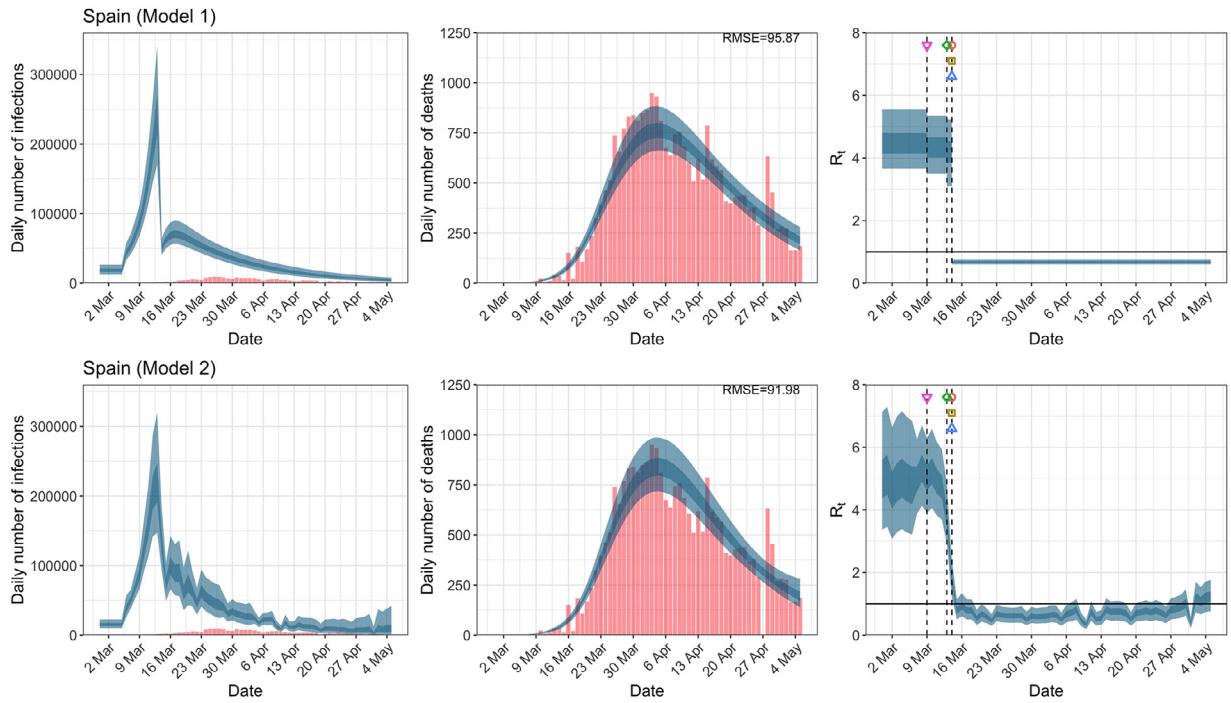 Spain (Model 1)
Daily number of infections
300000
200000
100000
0
2 Mar
9 Mar
16 Mar
23 Mar
30 Mar
6 Apr
13 Apr
20 Apr
27 Apr
4 May
Date
Daily number of deaths
1250
1000
750
500
250
0
RMSE=95.87
2 Mar
9 Mar
16 Mar
23 Mar
30 Mar
6 Apr
13 Apr
20 Apr
27 Apr
4 May
Date
Rt
8
6
4
2
0
2 Mar
9 Mar
16 Mar
23 Mar
30 Mar
6 Apr
13 Apr
20 Apr
27 Apr
4 May
Date
Spain (Model 2)
Daily number of infections
300000
200000
100000
0
2 Mar
9 Mar
16 Mar
23 Mar
30 Mar
6 Apr
13 Apr
20 Apr
27 Apr
4 May
Date
Daily number of deaths
1250
1000
750
500
250
0
RMSE=91.98
2 Mar
9 Mar
16 Mar
23 Mar
30 Mar
6 Apr
13 Apr
20 Apr
27 Apr
4 May
Date
Rt
8
6
4
2
0
2 Mar
9 Mar
16 Mar
23 Mar
30 Mar
6 Apr
13 Apr
20 Apr
27 Apr
4 May
Date